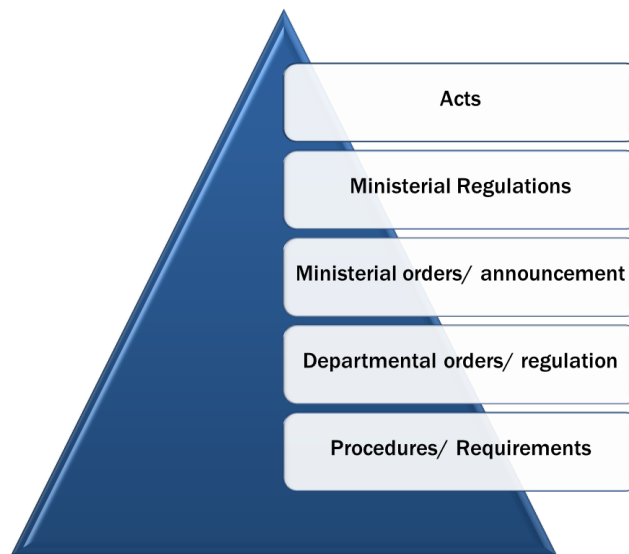 Acts
Ministerial Regulations
Ministerial orders/ announcement
Departmental orders/ regulation
Procedures/ Requirements